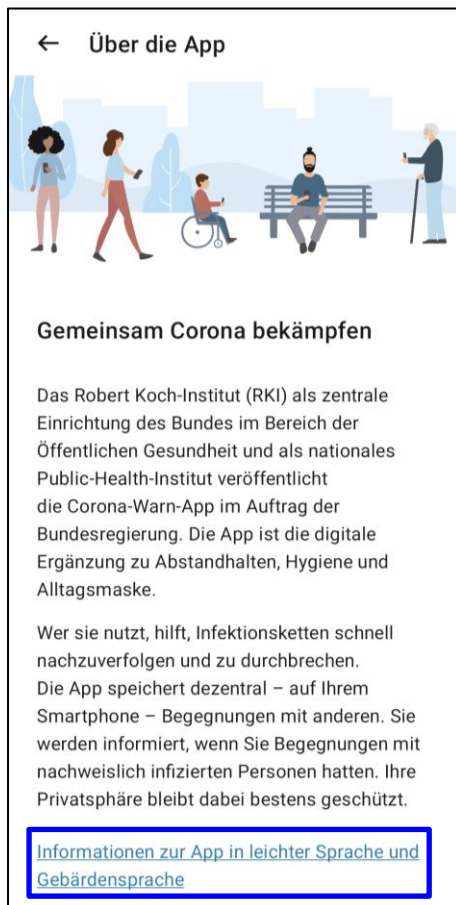 Über die App
Gemeinsam Corona bekämpfen
Das Robert Koch-Institut (RKI) als zentrale
Einrichtung des Bundes im Bereich der
Öffentlichen Gesundheit und als nationales
Public-Health-Institut veröffentlicht
die Corona-Warn-App im Auftrag der
Bundesregierung. Die App ist die digitale
Ergänzung zu Abstandhalten, Hygiene und
Alltagsmaske.
Wer sie nutzt, hilft, Infektionsketten schnell
nachzuverfolgen und zu durchbrechen.
Die App speichert dezentral – auf Ihrem
Smartphone – Begegnungen mit anderen. Sie
werden informiert, wenn Sie Begegnungen mit
nachweislich infizierten Personen hatten. Ihre
Privatsphäre bleibt dabei bestens geschützt.
Informationen zur App in leichter Sprache und
Gebärdensprache